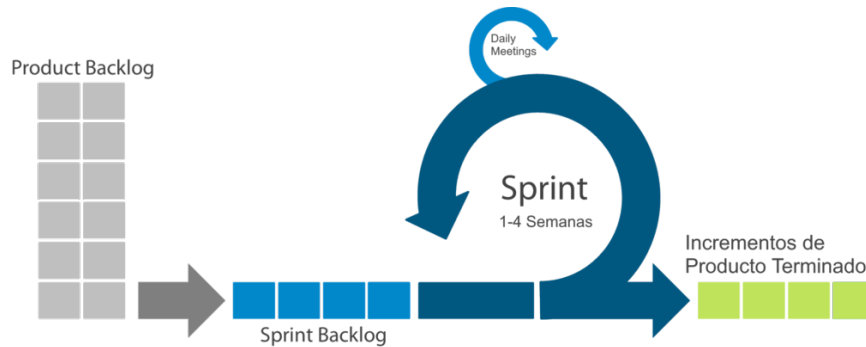 Daily
Meetings
Product Backlog
Sprint
1-4 Semanas
Incrementos de
Producto Terminado
Sprint Backlog